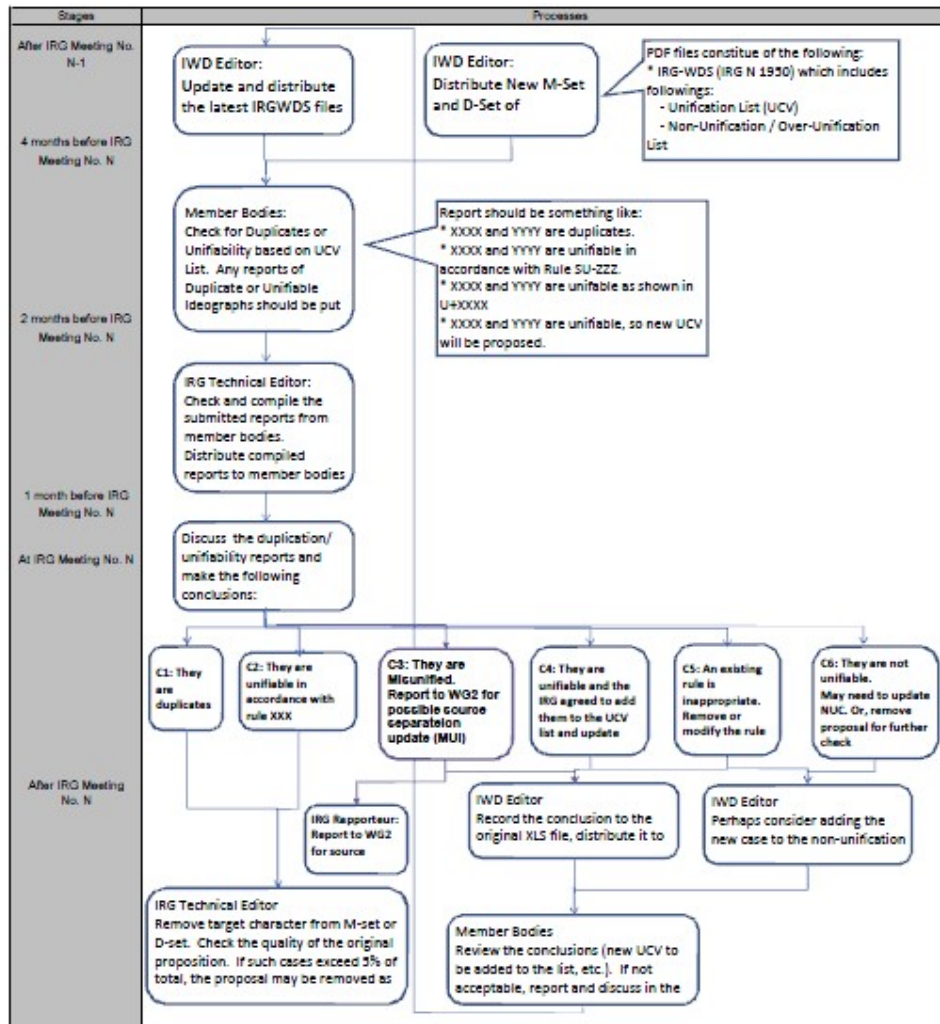 Stages
Processes
After IRG Meeting No.
N-1
IWD Editor:
Update and distribute
the latest IRGWDS files
IWD Editor:
Distribute New M-Set
and D-Set of
PDF files constitue of the following:
* IRG-WDS (IRG N 1950) which includes
followings:
- Unification List (UCV)
- Non-Unification / Over-Unification
List
4 months before IRG
Meeting No. N
Member Bodies:
Check for Duplicates or
Unifiability based on UCV
List. Any reports of
Duplicate or Unifiable
Ideographs should be put
Report should be something like:
* XXXX and YYYY are duplicates.
* XXXX and YYYY are unifiable in
accordance with Rule SU-ZZZ.
* XXXX and YYYY are unifable as shown in
U+XXXX
* XXXX and YYYY are unifiable, so new UCV
will be proposed.
2 months before IRG
Meeting No. N
IRG Technical Editor:
Check and compile the
submitted reports from
member bodies.
Distribute compiled
reports to member bodies
1 month before IRG
Meeting No. N
At IRG Meeting No. N
Discuss the duplication/
unifiability reports and
make the following
conclusions:
C1: They
are
duplicates
C2: They are
unifiable in
accordance with
rule XXX
C3: They are
Misunified.
Report to WG2 for
possible source
separateion
update (MUI)
C4: They are
unifiable and the
IRG agreed to add
them to the UCV
list and update
C5: An existing
rule is
inappropriate.
Remove or
modify the rule
C6: They are not
unifiable.
May need to update
NUC. Or, remove
proposal for further
check
After IRG Meeting
No. N
IRG Rapporteur:
Report to WG2
for source
IWD Editor
Record the conclusion to the
original XLS file, distribute it to
IWD Editor
Perhaps consider adding the
new case to the non-unification
IRG Technical Editor
Remove target character from M-set or
D-set. Check the quality of the original
proposition. If such cases exceed 5% of
total, the proposal may be removed as
Member Bodies
Review the conclusions (new UCV to
be added to the list, etc.). If not
acceptable, report and discuss in the